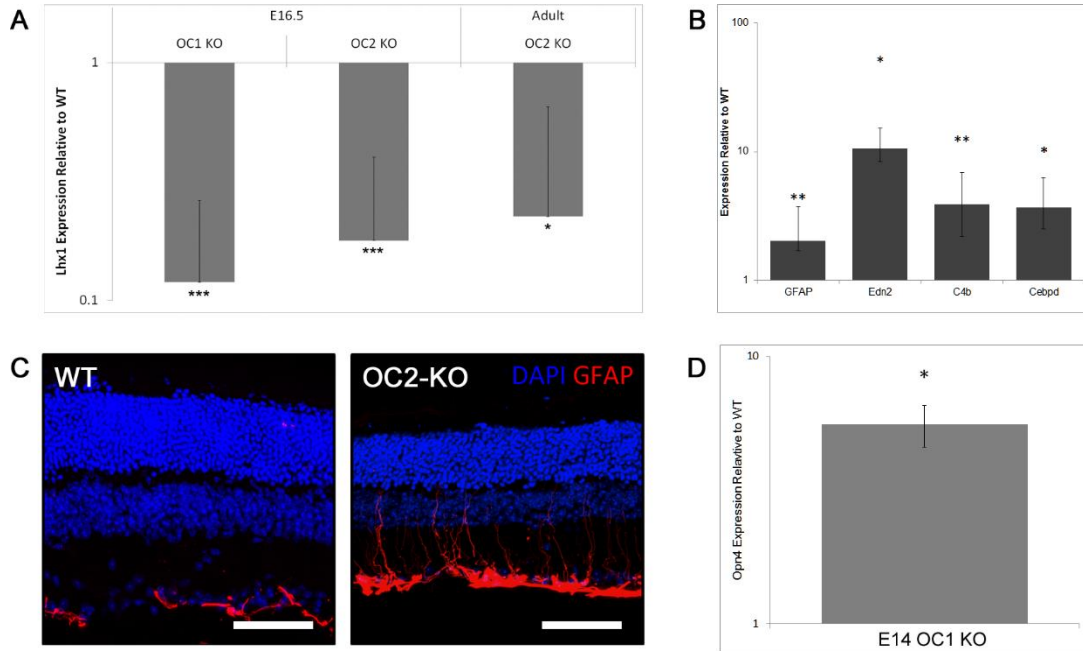 A
E16.5
Adult
OC1 KO
OC2 KO
OC2 KO
1
Lhx1 Expression Relative to WT
0.1
***
***
*
B
100
10
1
Expression Relative to WT
**
*
**
*
GFAP
Edn2
C4b
Cebpd
C
WT
OC2-KO
DAPI GFAP
D
10
1
Opn4 Expression Relavtive to WT
*
E14 OC1 KO